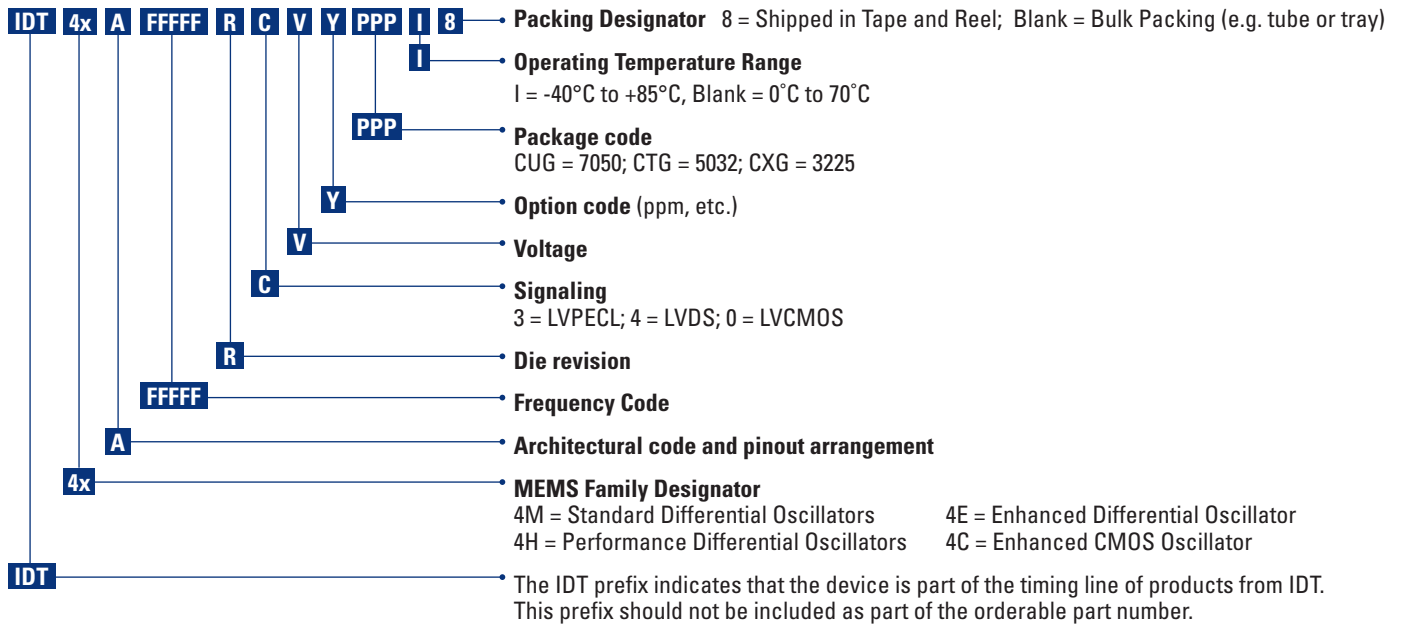 IDT 4x A FFFFF R C V Y PPP I 8 Packing Designator 8 = Shipped in Tape and Reel; Blank = Bulk Packing (e.g. tube or tray)
I Operating Temperature Range
I = -40°C to +85°C, Blank = 0˚C to 70˚C
PPP Package code
CUG = 7050; CTG = 5032; CXG = 3225
Y Option code (ppm, etc.)
V Voltage
C Signaling
3 = LVPECL; 4 = LVDS; 0 = LVCMOS
R Die revision
FFFFF Frequency Code
A Architectural code and pinout arrangement
4x MEMS Family Designator
4M = Standard Differential Oscillators 4E = Enhanced Differential Oscillator
4H = Performance Differential Oscillators 4C = Enhanced CMOS Oscillator
IDT The IDT prefix indicates that the device is part of the timing line of products from IDT.
This prefix should not be included as part of the orderable part number.